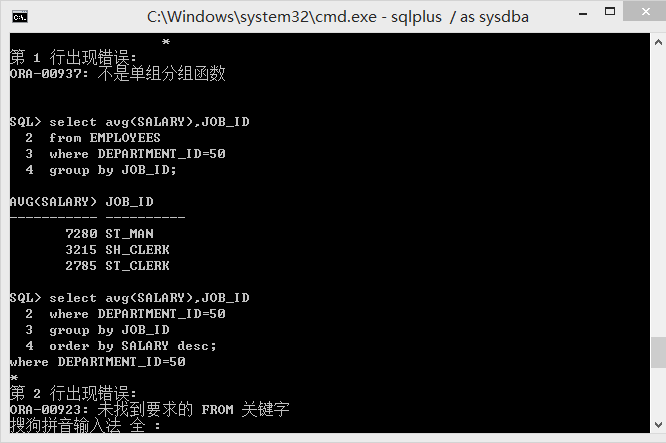 C:\Windows\system32\cmd.exe - sqlplus / as sysdba
*
第 1 行出现错误:
ORA-00937: 不是单组分组函数
SQL> select avg(SALARY),JOB_ID
2 from EMPLOYEES
3 where DEPARTMENT_ID=50
4 group by JOB_ID;
AVG(SALARY) JOB_ID
----------- ----------
7280 ST_MAN
3215 SH_CLERK
2785 ST_CLERK
SQL> select avg(SALARY),JOB_ID
2 where DEPARTMENT_ID=50
3 group by JOB_ID
4 order by SALARY desc;
where DEPARTMENT_ID=50
*
第 2 行出现错误:
ORA-00923: 未找到要求的 FROM 关键字
搜狗拼音输入法 全 :